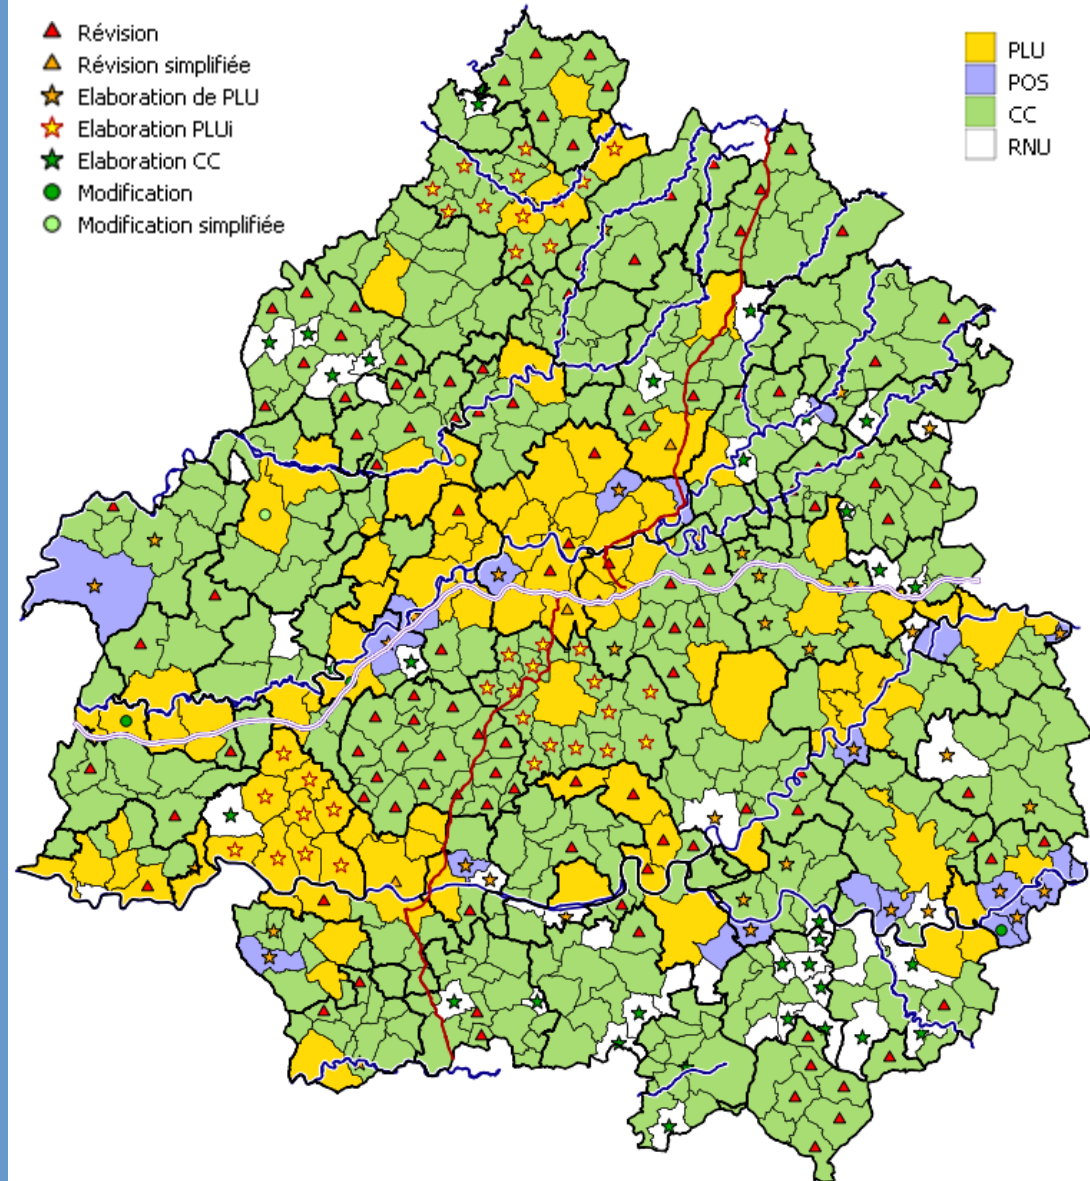 Révision
Révision simplifiée
Elaboration de PLU
Elaboration PLUi
Elaboration CC
Modification
Modification simplifiée
PLU
POS
CC
RNU